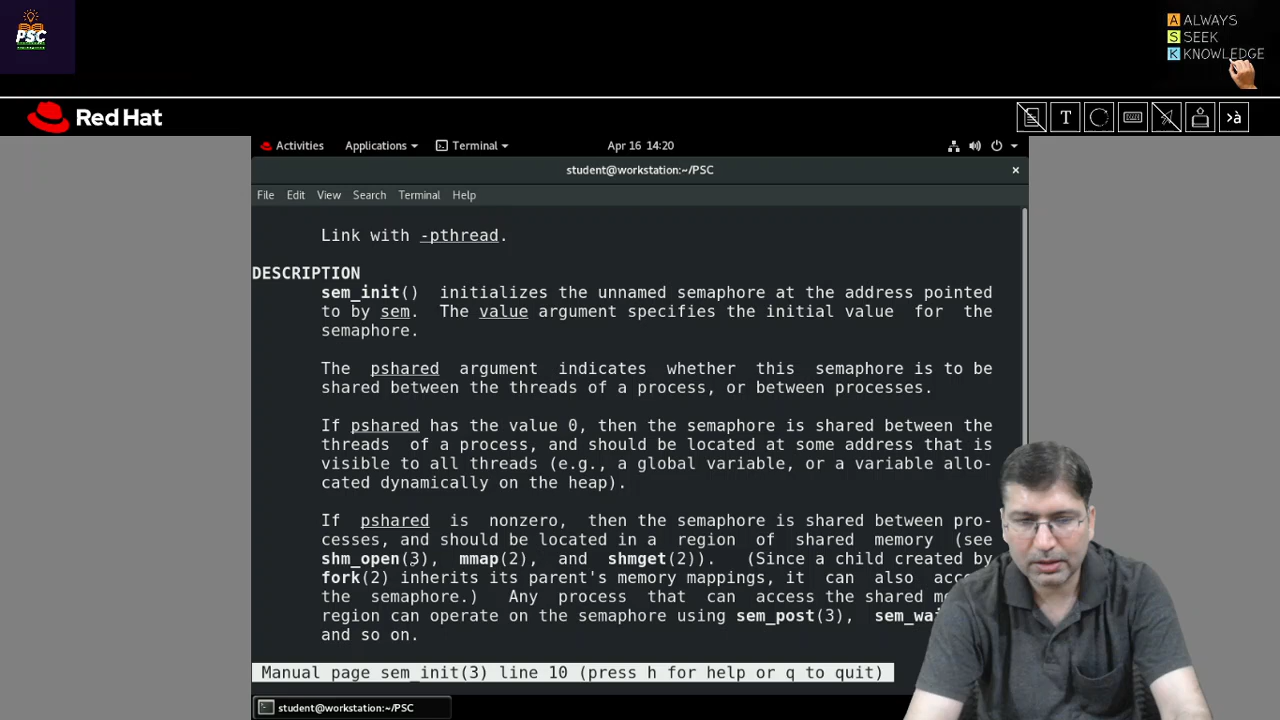 PSC
A ALWAYS
S SEEK
K KNOWLEDGE
Red Hat
T
>à
Activities Applications Terminal Apr 16 14:20
student@workstation:~/PSC ×
File Edit View Search Terminal Help
Link with -pthread.
DESCRIPTION
sem_init() initializes the unnamed semaphore at the address pointed
to by sem. The value argument specifies the initial value for the
semaphore.
The pshared argument indicates whether this semaphore is to be
shared between the threads of a process, or between processes.
If pshared has the value 0, then the semaphore is shared between the
threads of a process, and should be located at some address that is
visible to all threads (e.g., a global variable, or a variable allo-
cated dynamically on the heap).
If pshared is nonzero, then the semaphore is shared between pro-
cesses, and should be located in a region of shared memory (see
shm_open(3), mmap(2), and shmget(2)). (Since a child created by
fork(2) inherits its parent's memory mappings, it can also
the semaphore.) Any process that can access the shared
region can operate on the semaphore using sem_post(3),
and so on.
Manual page sem_init(3) line 10 (press h for help or q to quit)
student@workstation:~/PSC